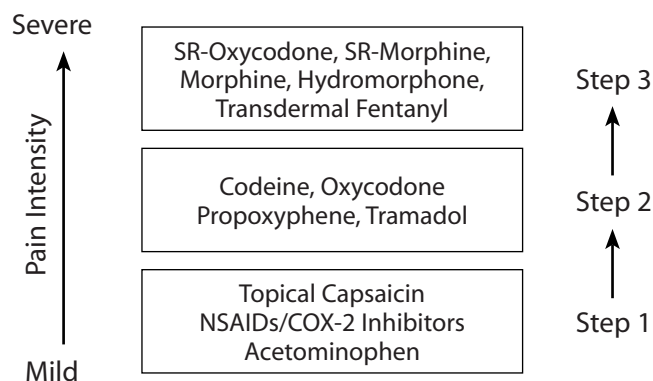 Severe
Pain Intensity
Mild
SR-Oxycodone, SR-Morphine,
Morphine, Hydromorphone,
Transdermal Fentanyl
Step 3
Codeine, Oxycodone
Propoxyphene, Tramadol
Step 2
Topical Capsaicin
NSAIDs/COX-2 Inhibitors
Acetominophen
Step 1